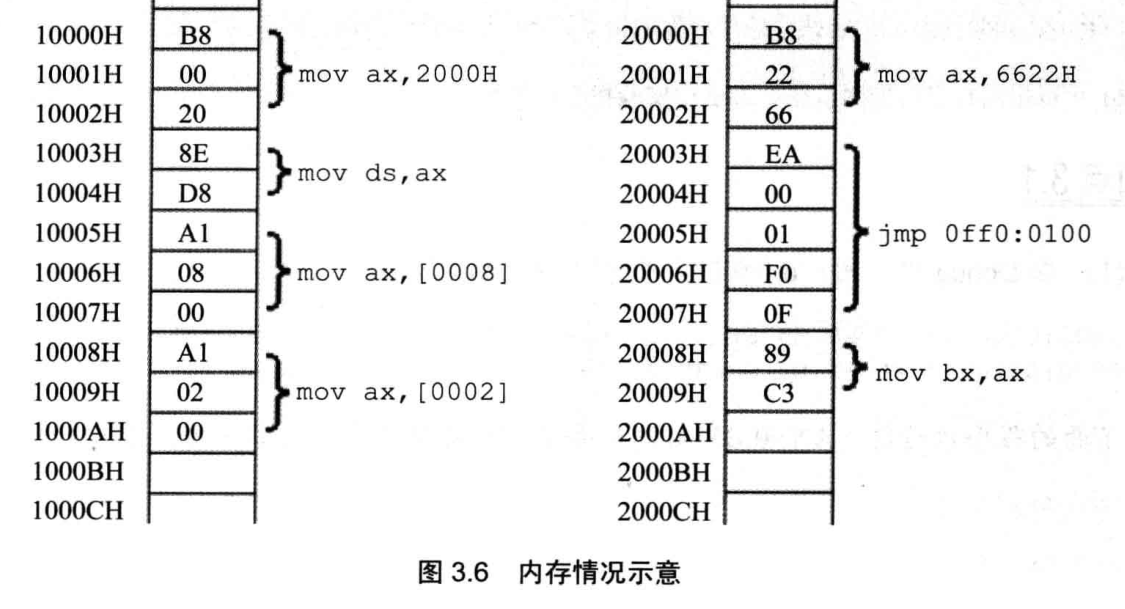 10000H B8
10001H 00 mov ax,2000H
10002H 20
10003H 8E
mov ds,ax
10004H D8
10005H A1
10006H 08 mov ax,[0008]
10007H 00
10008H A1
10009H 02 mov ax,[0002]
1000AH 00
1000BH
1000CH
20000H B8
20001H 22 mov ax,6622H
20002H 66
20003H EA
20004H 00
20005H 01 jmp 0ff0:0100
20006H F0
20007H 0F
20008H 89
mov bx,ax
20009H C3
2000AH
2000BH
2000CH
图 3.6 内存情况示意